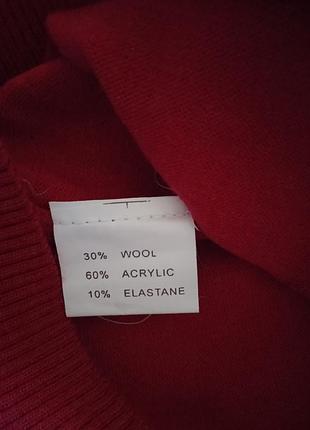 30% WOOL
60% ACRYLIC
10% ELASTANE